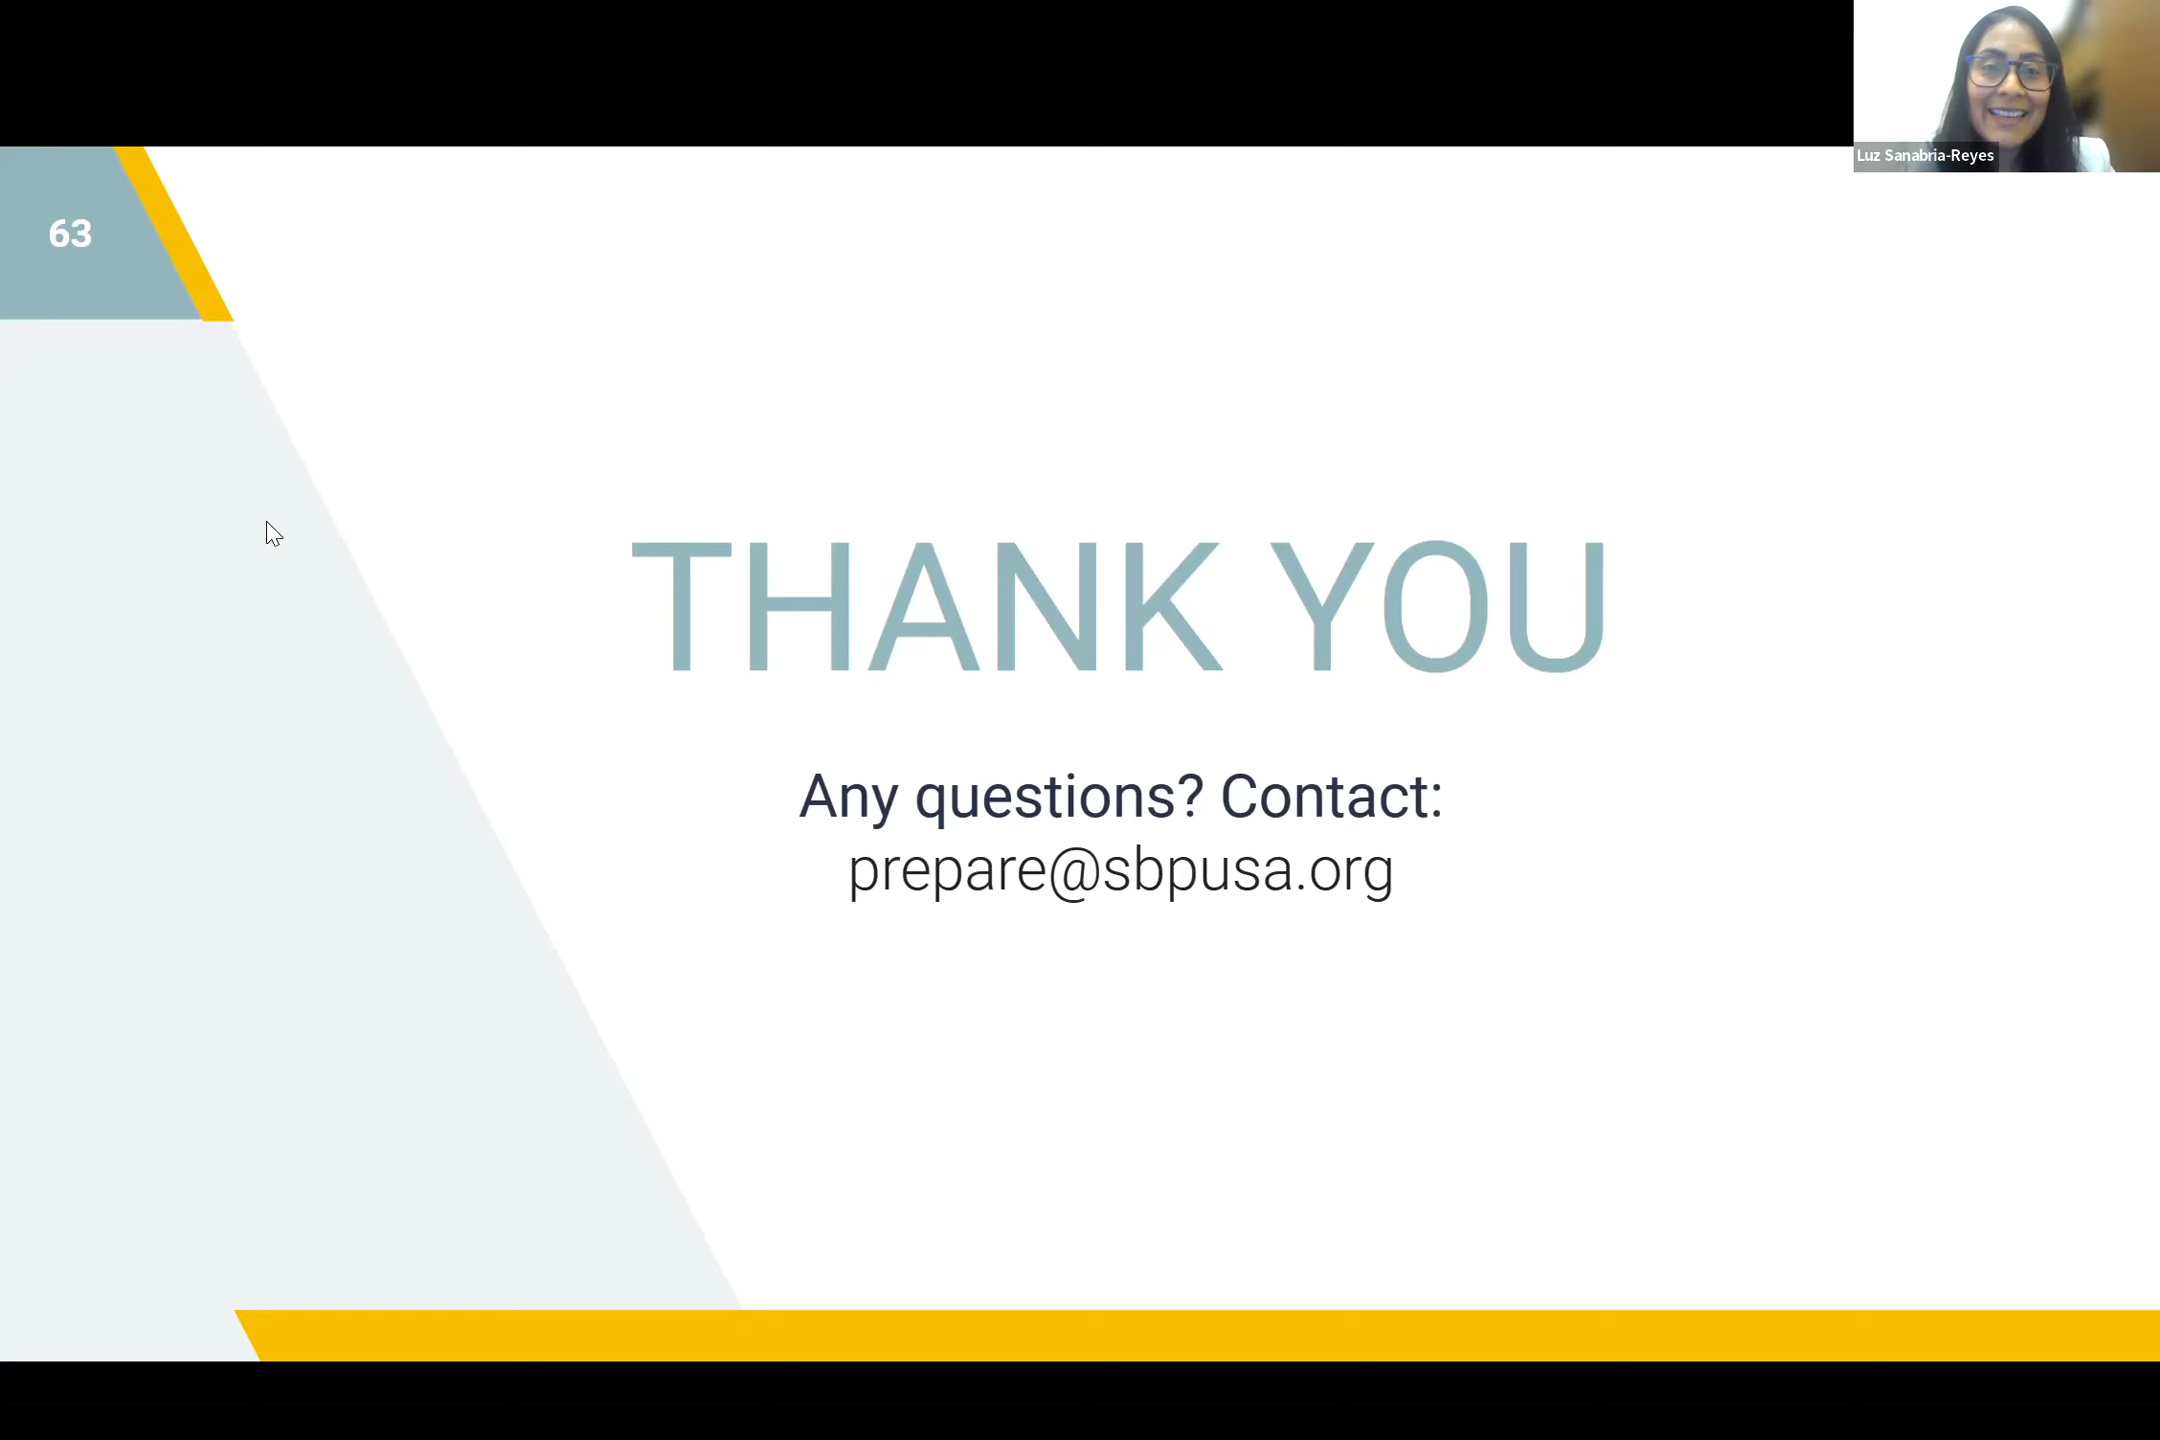 Luz Sanabria-Reyes
63
THANK YOU
Any questions? Contact:
prepare@sbpusa.org